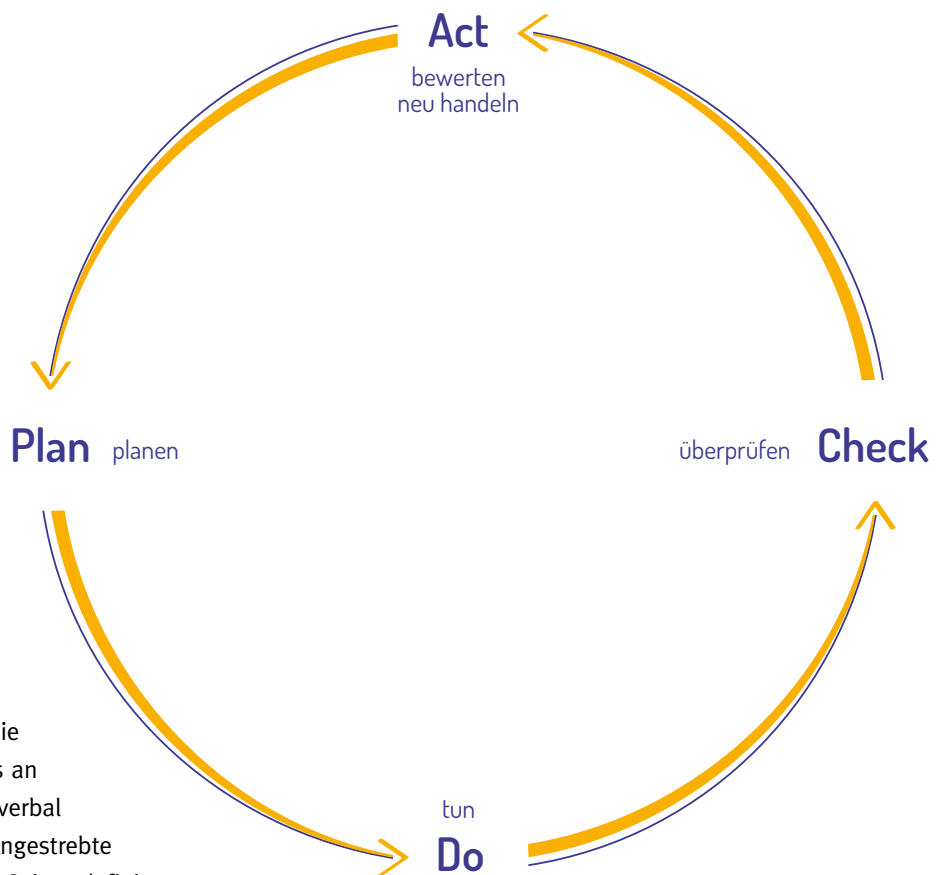 Act
bewerten
neu handeln
Plan planen
überprüfen Check
ie
s an
verbal
ngestrebte
tun
Do